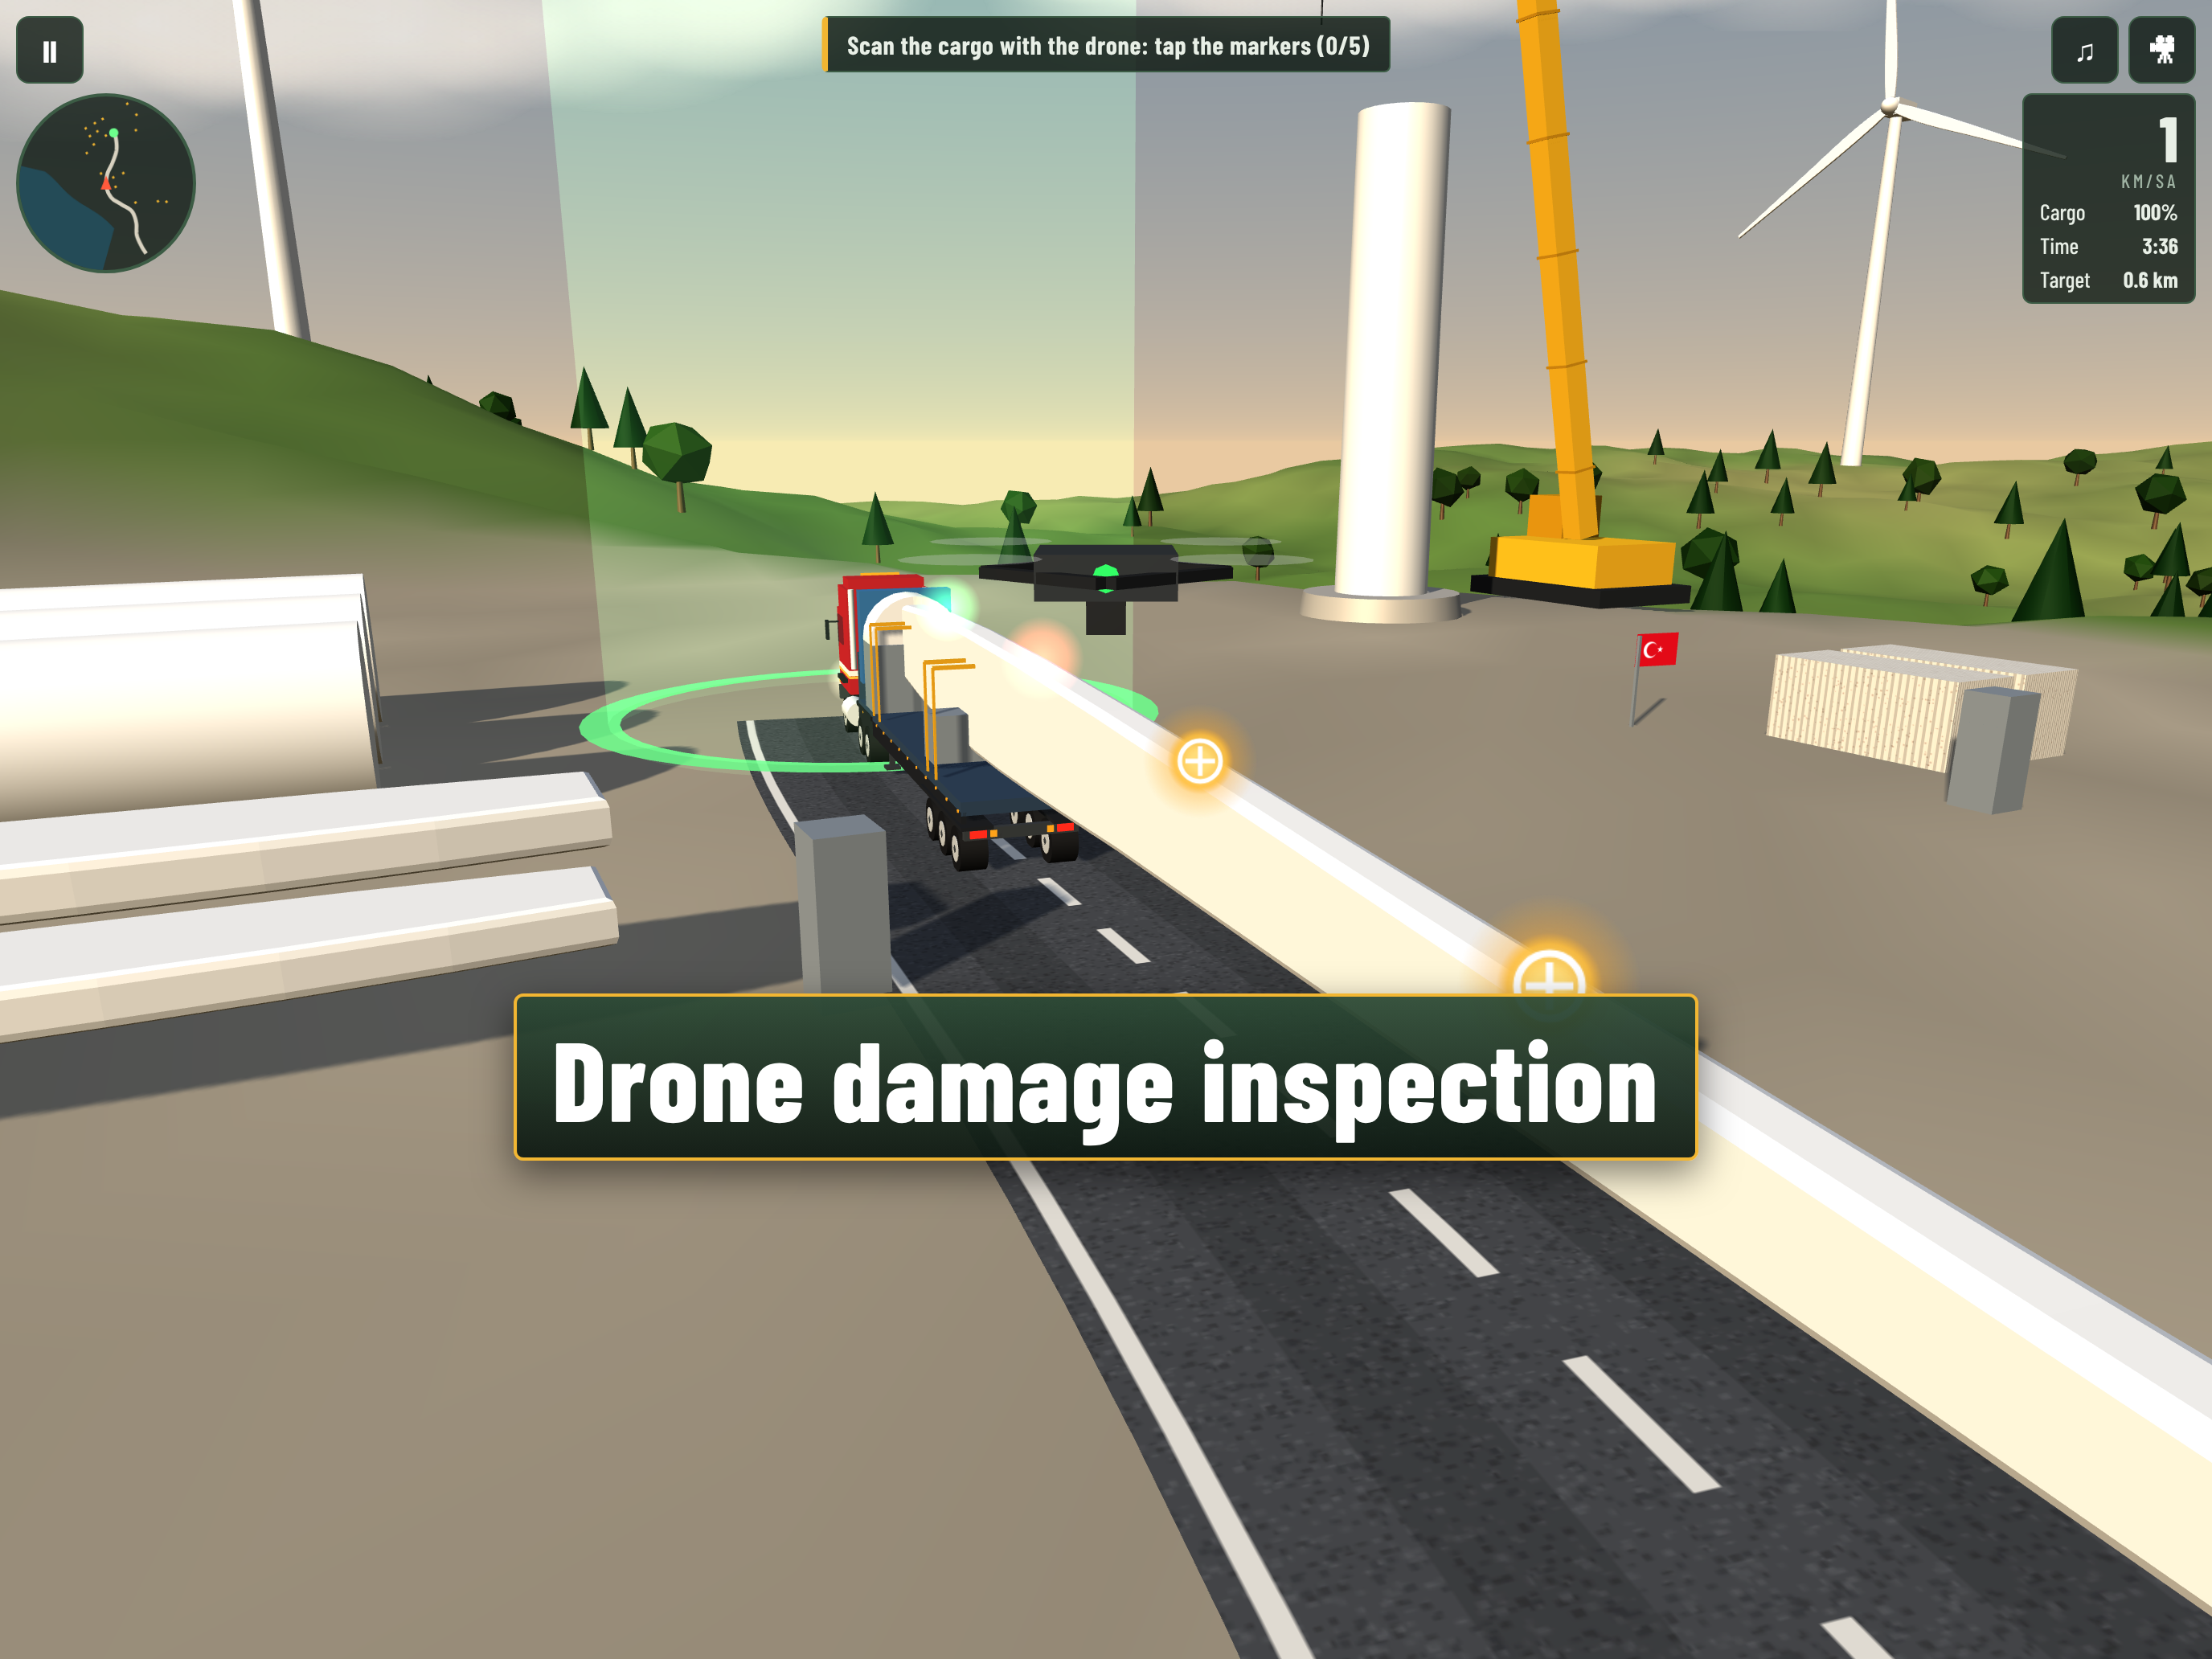 Scan the cargo with the drone: tap the markers (0/5)
1
KM/SA
Cargo 100%
Time 3:36
Target 0.6 km
Drone damage inspection